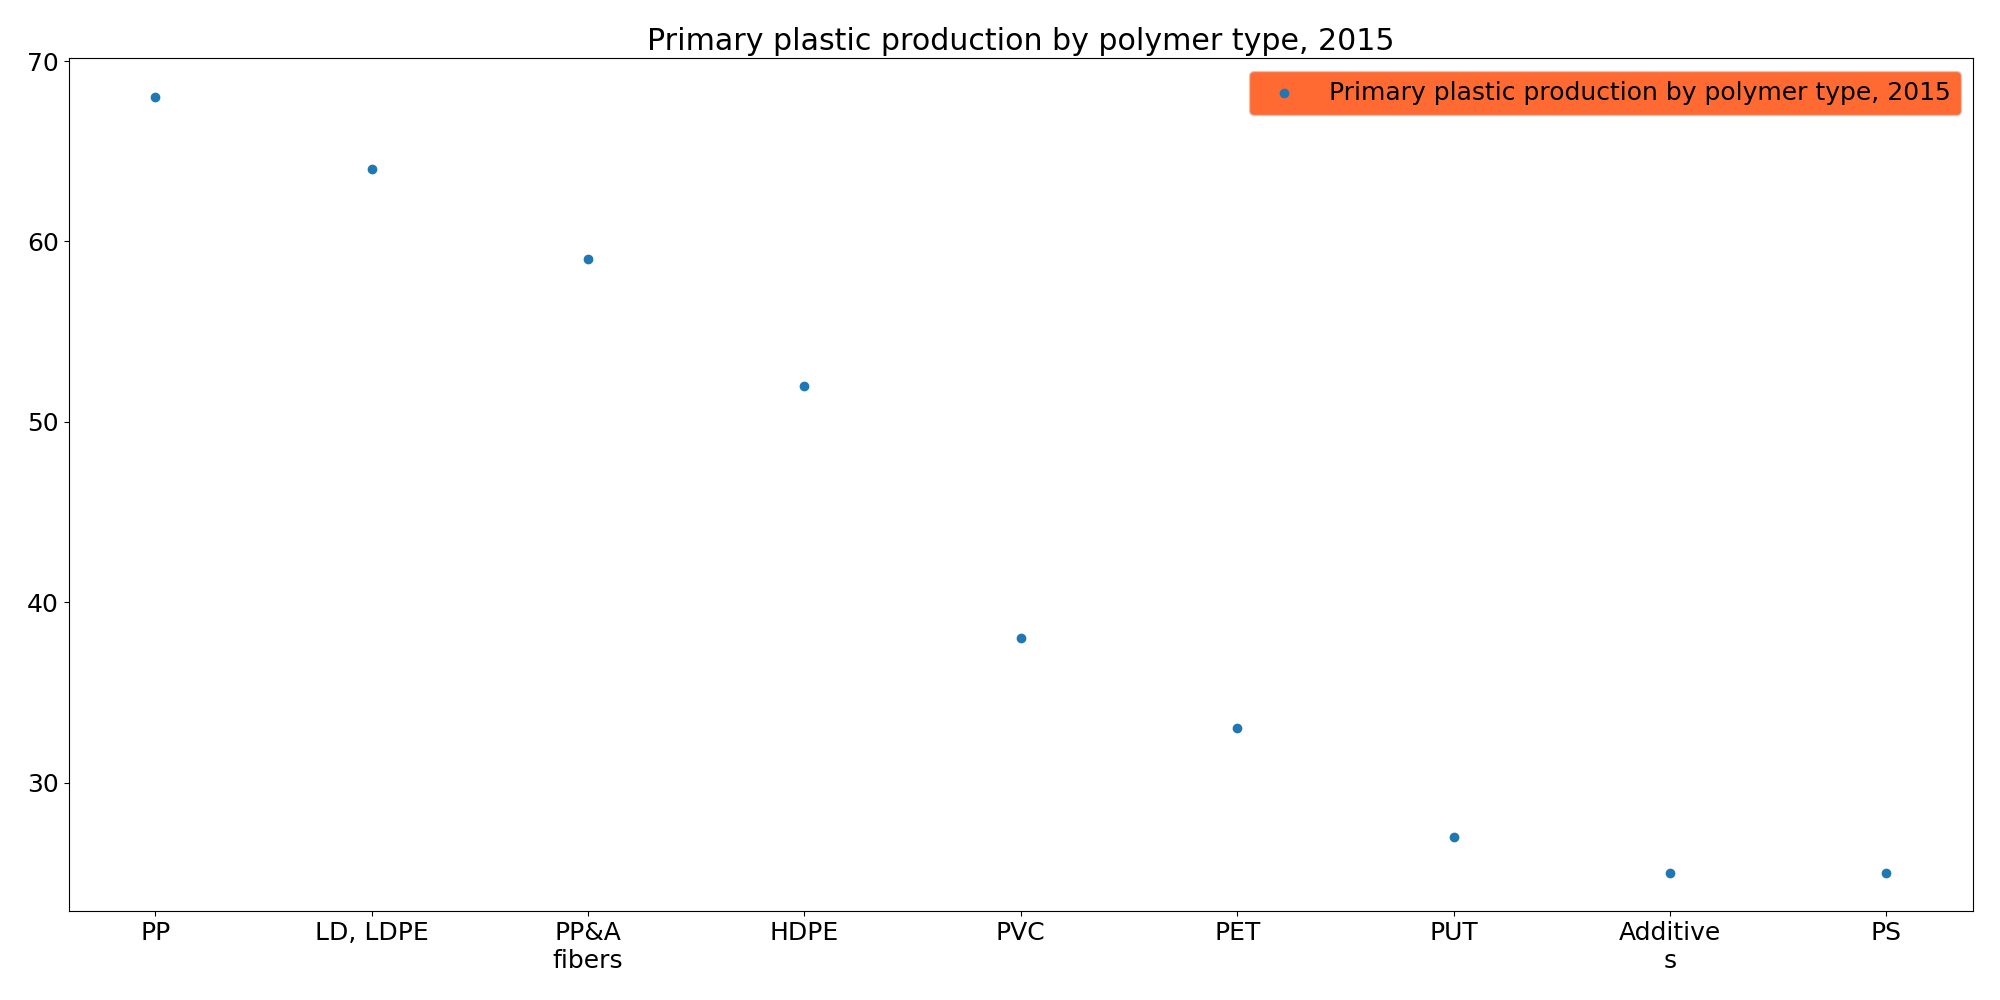 Primary plastic production by polymer type, 2015
Primary plastic production by polymer type, 2015
70
60
50
40
30
PP
LD, LDPE
PP&A
fibers
HDPE
PVC
PET
PUT
Additive
s
PS